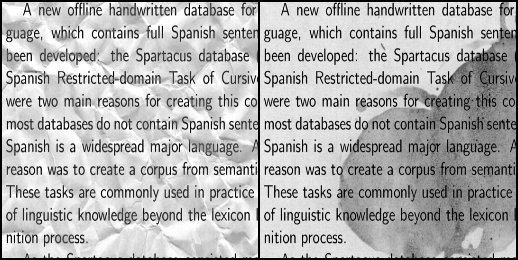 A new offline handwritten database for
guage, which contains full Spanish senten
been developed: the Spartacus database
Spanish Restricted-domain Task of Cursiv
were two main reasons for creating this co
most databases do not contain Spanish sente
Spanish is a widespread major language. A
reason was to create a corpus from semanti
These tasks are commonly used in practice
of linguistic knowledge beyond the lexicon
nition process.
A new offline handwritten database for
guage, which contains full Spanish senten
been developed: the Spartacus database
Spanish Restricted-domain Task of Cursiv
were two main reasons for creating this co
most databases do not contain Spanish sente
Spanish is a widespread major language. A
reason was to create a corpus from semanti
These tasks are commonly used in practice
of linguistic knowledge beyond the lexicon
nition process.